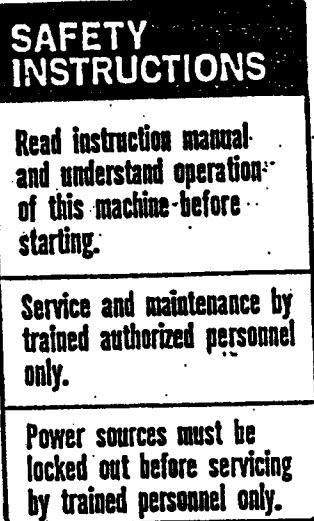 SAFETY
INSTRUCTIONS
Read instruction manual
and understand operation
of this machine before
starting.
Service and maintenance by
trained authorized personnel
only.
Power sources must be
locked out before servicing
by trained personnel only.